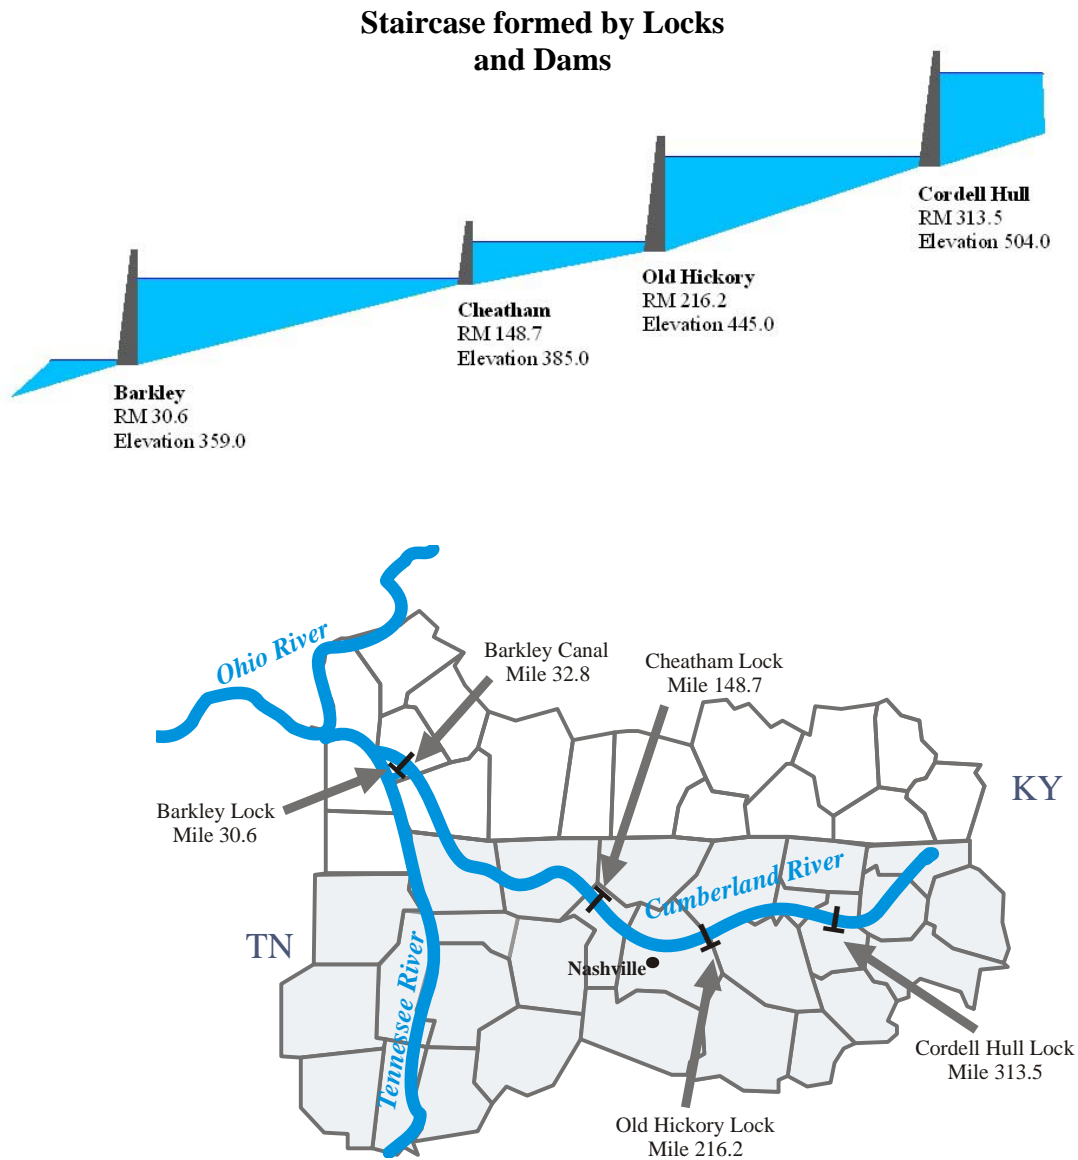 Staircase formed by Locks
and Dams
Cordell Hull
RM 313.5
Elevation 504.0
Old Hickory
RM 216.2
Elevation 445.0
Cheatham
RM 148.7
Elevation 385.0
Barkley
RM 30.6
Elevation 359.0
Ohio River
Barkley Canal
Mile 32.8
Cheatham Lock
Mile 148.7
KY
Barkley Lock
Mile 30.6
Cumberland River
TN
Nashville
Tennessee River
Cordell Hull Lock
Mile 313.5
Old Hickory Lock
Mile 216.2